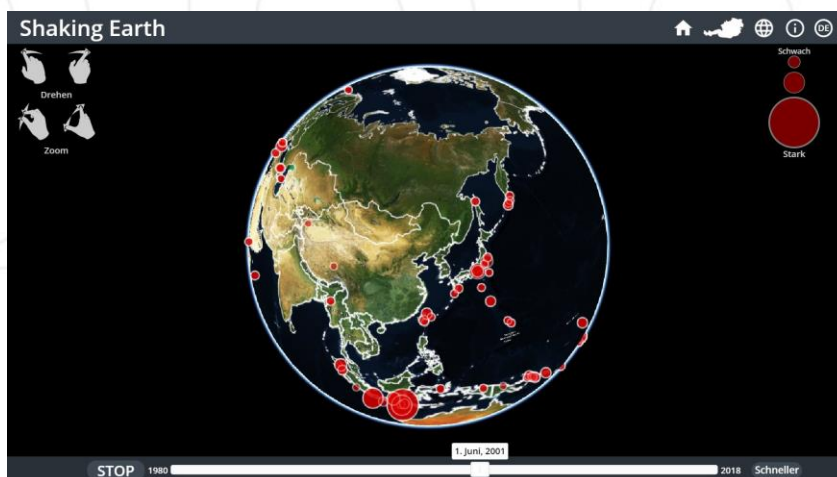 Shaking Earth
DE
Drehen
Zoom
Schwach
Stark
1. Juni, 2001
STOP
1980
2018
Schneller